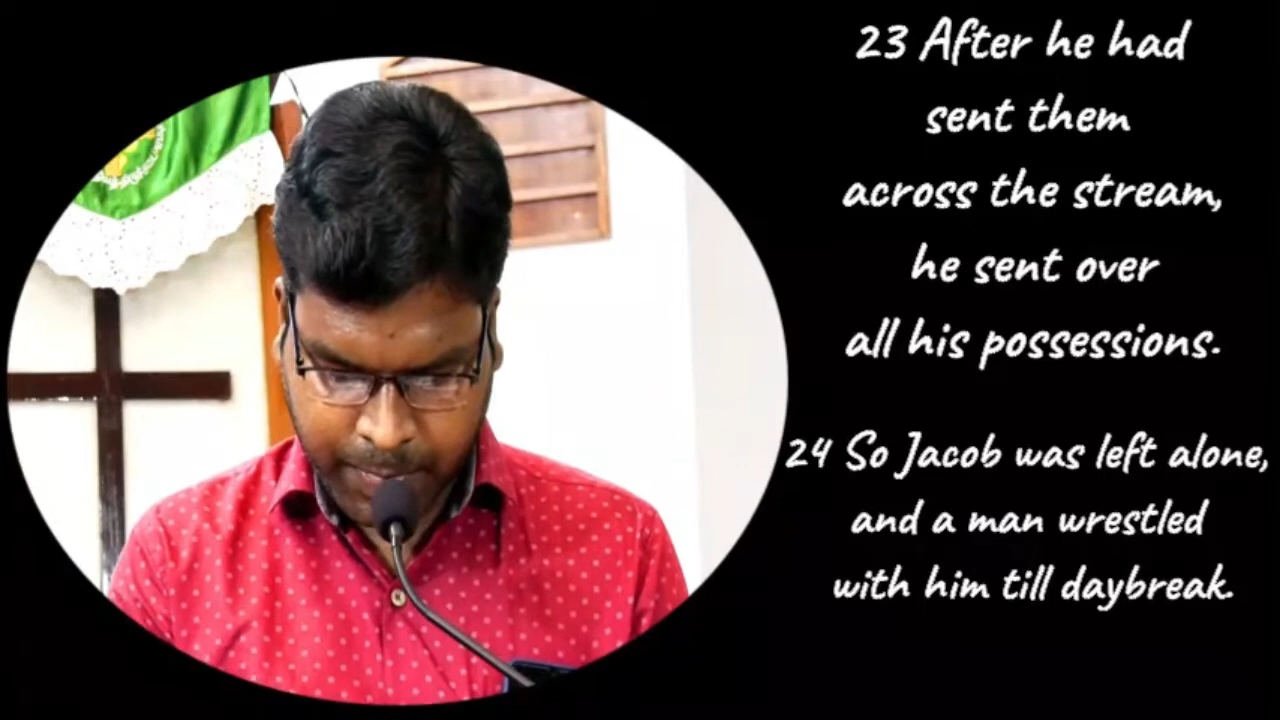 23 After he had
sent them
across the stream,
he sent over
all his possessions.
24 So Jacob was left alone,
and a man wrestled
with him till daybreak.